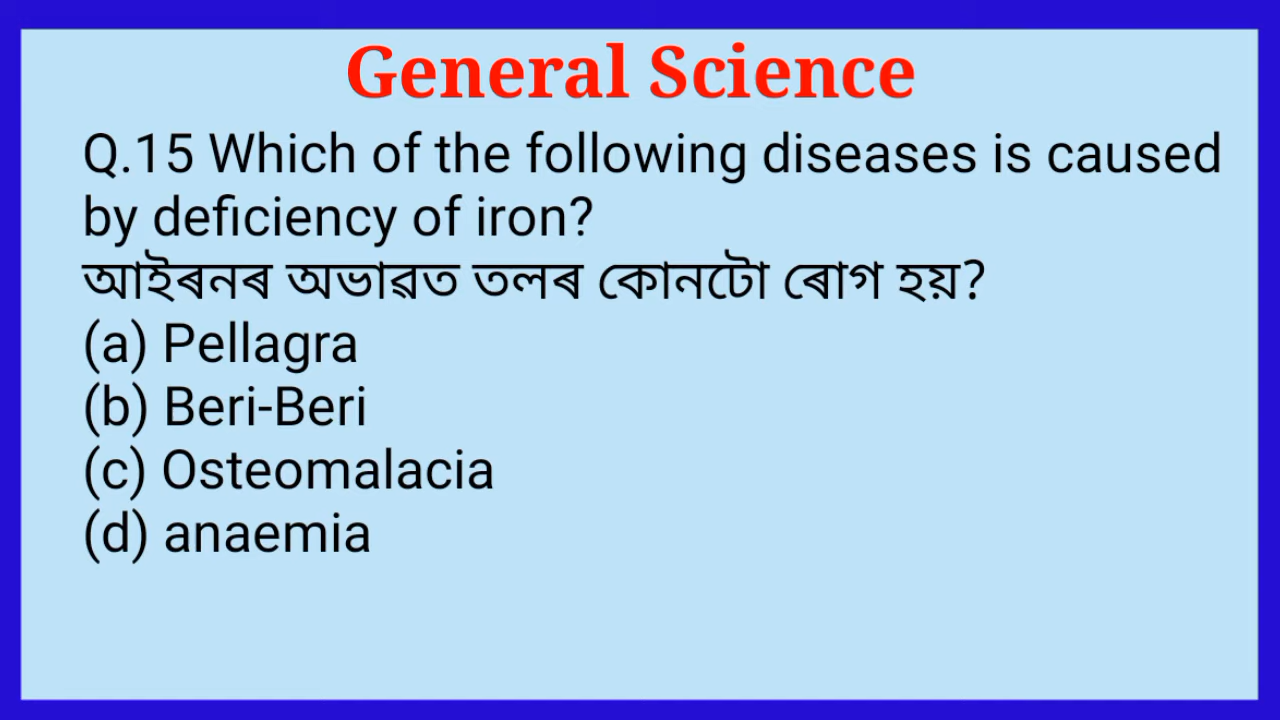 General Science
Q.15 Which of the following diseases is caused
by deficiency of iron?
আইৰনৰ অভাৱত তলৰ কোনটো ৰোগ হয়?
(a) Pellagra
(b) Beri-Beri
(c) Osteomalacia
(d) anaemia